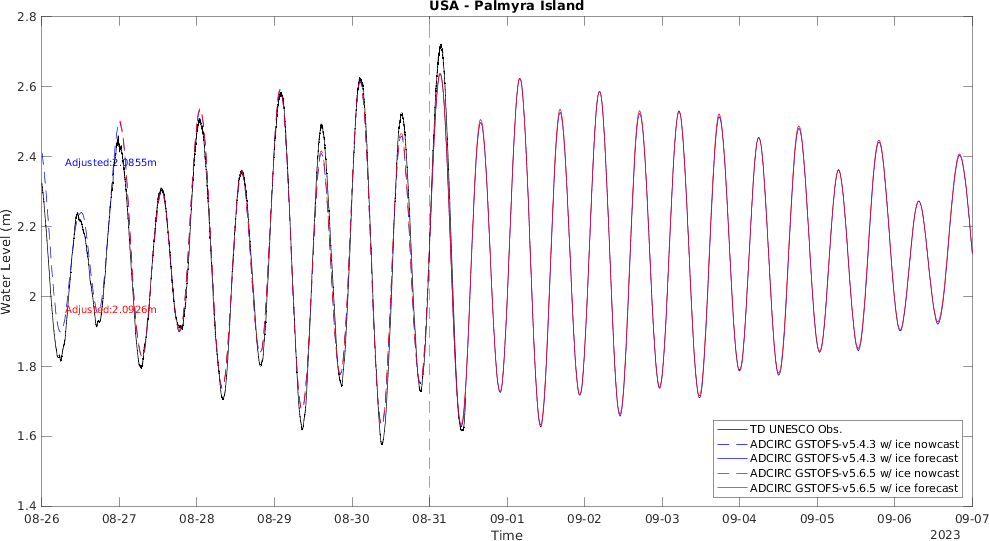 USA - Palmyra Island
2.8
2.6
2.4
2.2
2
1.8
1.6
1.4
Water Level (m)
Adjusted:2.0855m
Adjusted:2.0926m
TD UNESCO Obs.
ADCIRC GSTOFS-v5.4.3 w/ ice nowcast
ADCIRC GSTOFS-v5.4.3 w/ ice forecast
ADCIRC GSTOFS-v5.6.5 w/ ice nowcast
ADCIRC GSTOFS-v5.6.5 w/ ice forecast
08-26 08-27 08-28 08-29 08-30 08-31 09-01 09-02 09-03 09-04 09-05 09-06 09-07
Time
2023